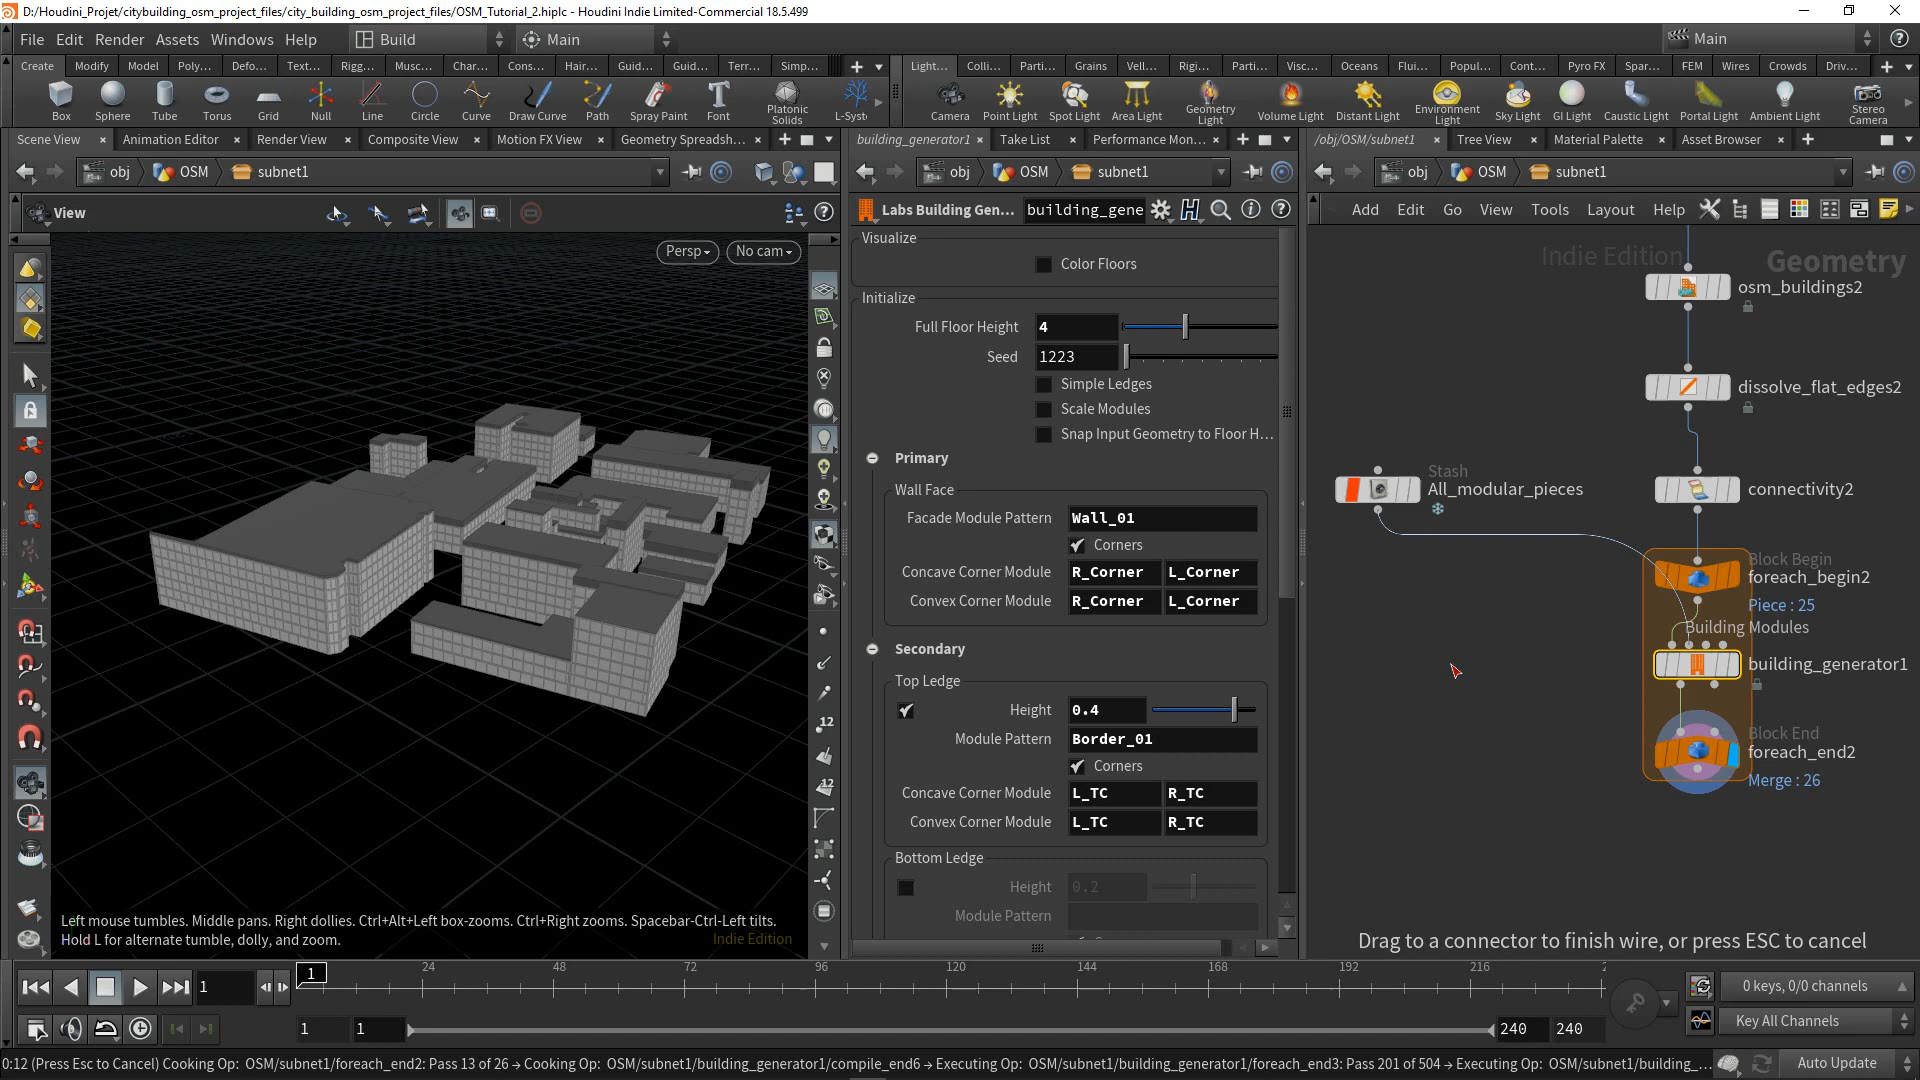 D:/Houdini_Projet/citybuilding_osm_project_files/city_building_osm_project_files/OSM_Tutorial_2.hiplc - Houdini Indie Limited-Commercial 18.5.499
File Edit Render Assets Windows Help Build Main Main
Create Modify Model Poly... Defo... Text... Rigg... Musc... Char... Cons... Hair... Guid... Guid... Terr... Simp...
Light... Colli... Parti... Grains Vell... Rigi... Parti... Visc... Oceans Flui... Popul... Cont... Pyro FX Spar... FEM Wires Crowds Driv...
Box Sphere Tube Torus Grid Null Line Circle Curve Draw Curve Path Spray Paint Font Platonic Solids L-Syst
Camera Point Light Spot Light Area Light Geometry Light Volume Light Distant Light Environment Light Sky Light GI Light Caustic Light Portal Light Ambient Light Stereo Camera
Scene View Animation Editor Render View Composite View Motion FX View Geometry Spreadsh...
building_generator1 Take List Performance Mon...
/obj/OSM/subnet1 Tree View Material Palette Asset Browser
obj OSM subnet1
obj OSM subnet1
obj OSM subnet1
View
Persp No cam
12
12
Left mouse tumbles. Middle pans. Right dollies. Ctrl+Alt+Left box-zooms. Ctrl+Right zooms. Spacebar-Ctrl-Left tilts.
Hold L for alternate tumble, dolly, and zoom.
Indie Edition
Labs Building Gen... building_gene
Visualize
Color Floors
Initialize
Full Floor Height 4
Seed 1223
Simple Ledges
Scale Modules
Snap Input Geometry to Floor H...
Primary
Wall Face
Facade Module Pattern Wall_01
Corners
Concave Corner Module R_Corner L_Corner
Convex Corner Module R_Corner L_Corner
Secondary
Top Ledge
Height 0.4
Module Pattern Border_01
Corners
Concave Corner Module L_TC R_TC
Convex Corner Module L_TC R_TC
Bottom Ledge
Height 0.2
Module Pattern
Add Edit Go View Tools Layout Help
Indie Edition Geometry
osm_buildings2
dissolve_flat_edges2
Stash
All_modular_pieces
connectivity2
Block Begin
foreach_begin2
Piece : 25
Building Modules
building_generator1
Block End
foreach_end2
Merge : 26
Drag to a connector to finish wire, or press ESC to cancel
1 1 24 48 72 96 120 144 168 192 216 2
0 keys, 0/0 channels
1 1 240 240
Key All Channels
0:12 (Press Esc to Cancel) Cooking Op: OSM/subnet1/foreach_end2: Pass 13 of 26 → Cooking Op: OSM/subnet1/building_generator1/compile_end6 → Executing Op: OSM/subnet1/building_generator1/foreach_end3: Pass 201 of 504 → Executing Op: OSM/subnet1/building_...
Auto Update